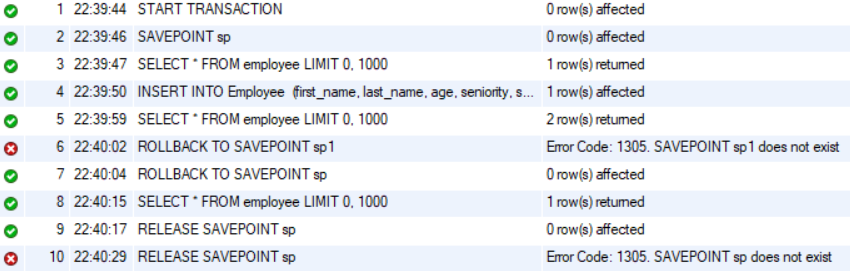 1 22:39:44 START TRANSACTION 0 row(s) affected
2 22:39:46 SAVEPOINT sp 0 row(s) affected
3 22:39:47 SELECT * FROM employee LIMIT 0, 1000 1 row(s) returned
4 22:39:50 INSERT INTO Employee (first_name, last_name, age, seniority, s... 1 row(s) affected
5 22:39:59 SELECT * FROM employee LIMIT 0, 1000 2 row(s) returned
6 22:40:02 ROLLBACK TO SAVEPOINT sp1 Error Code: 1305. SAVEPOINT sp1 does not exist
7 22:40:04 ROLLBACK TO SAVEPOINT sp 0 row(s) affected
8 22:40:15 SELECT * FROM employee LIMIT 0, 1000 1 row(s) returned
9 22:40:17 RELEASE SAVEPOINT sp 0 row(s) affected
10 22:40:29 RELEASE SAVEPOINT sp Error Code: 1305. SAVEPOINT sp does not exist